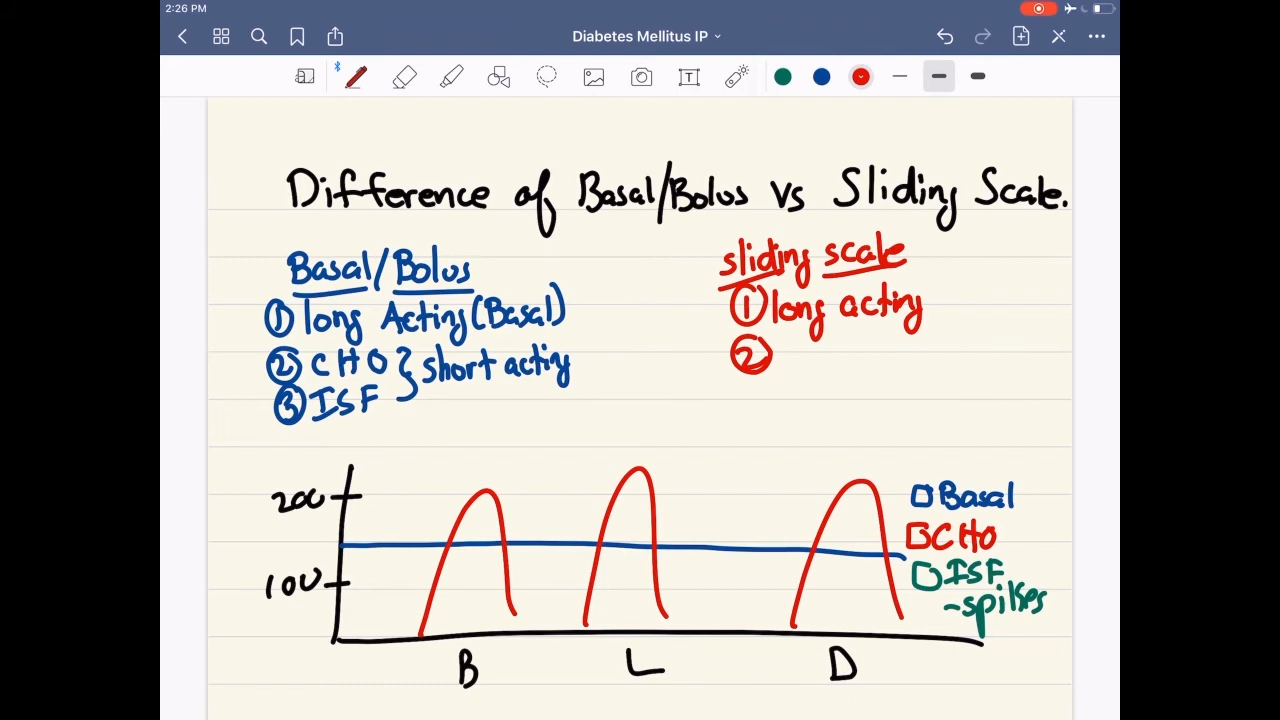 2:26 PM
Diabetes Mellitus IP
Difference of Basal/Bolus vs Sliding Scale.
Basal/Bolus
① long Acting (Basal)
② CHO } short acting
③ ISF
sliding scale
① long acting
②
200
100
B L D
Basal
CHO
ISF
-spikes